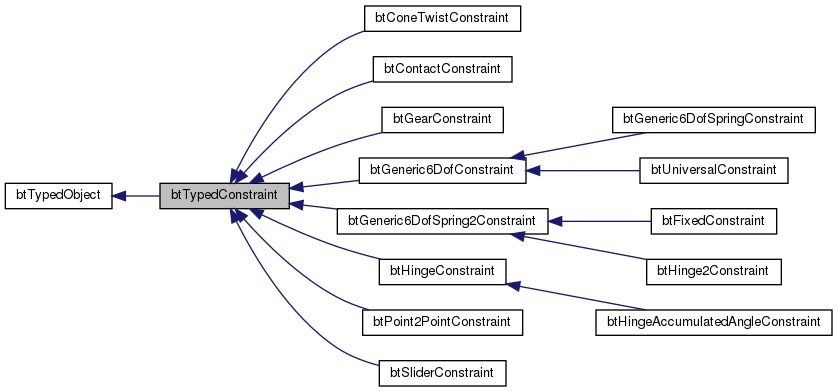 btConeTwistConstraint
btContactConstraint
btGearConstraint
btGeneric6DofSpringConstraint
btGeneric6DofConstraint
btUniversalConstraint
btTypedObject
btTypedConstraint
btGeneric6DofSpring2Constraint
btFixedConstraint
btHingeConstraint
btHinge2Constraint
btPoint2PointConstraint
btHingeAccumulatedAngleConstraint
btSliderConstraint